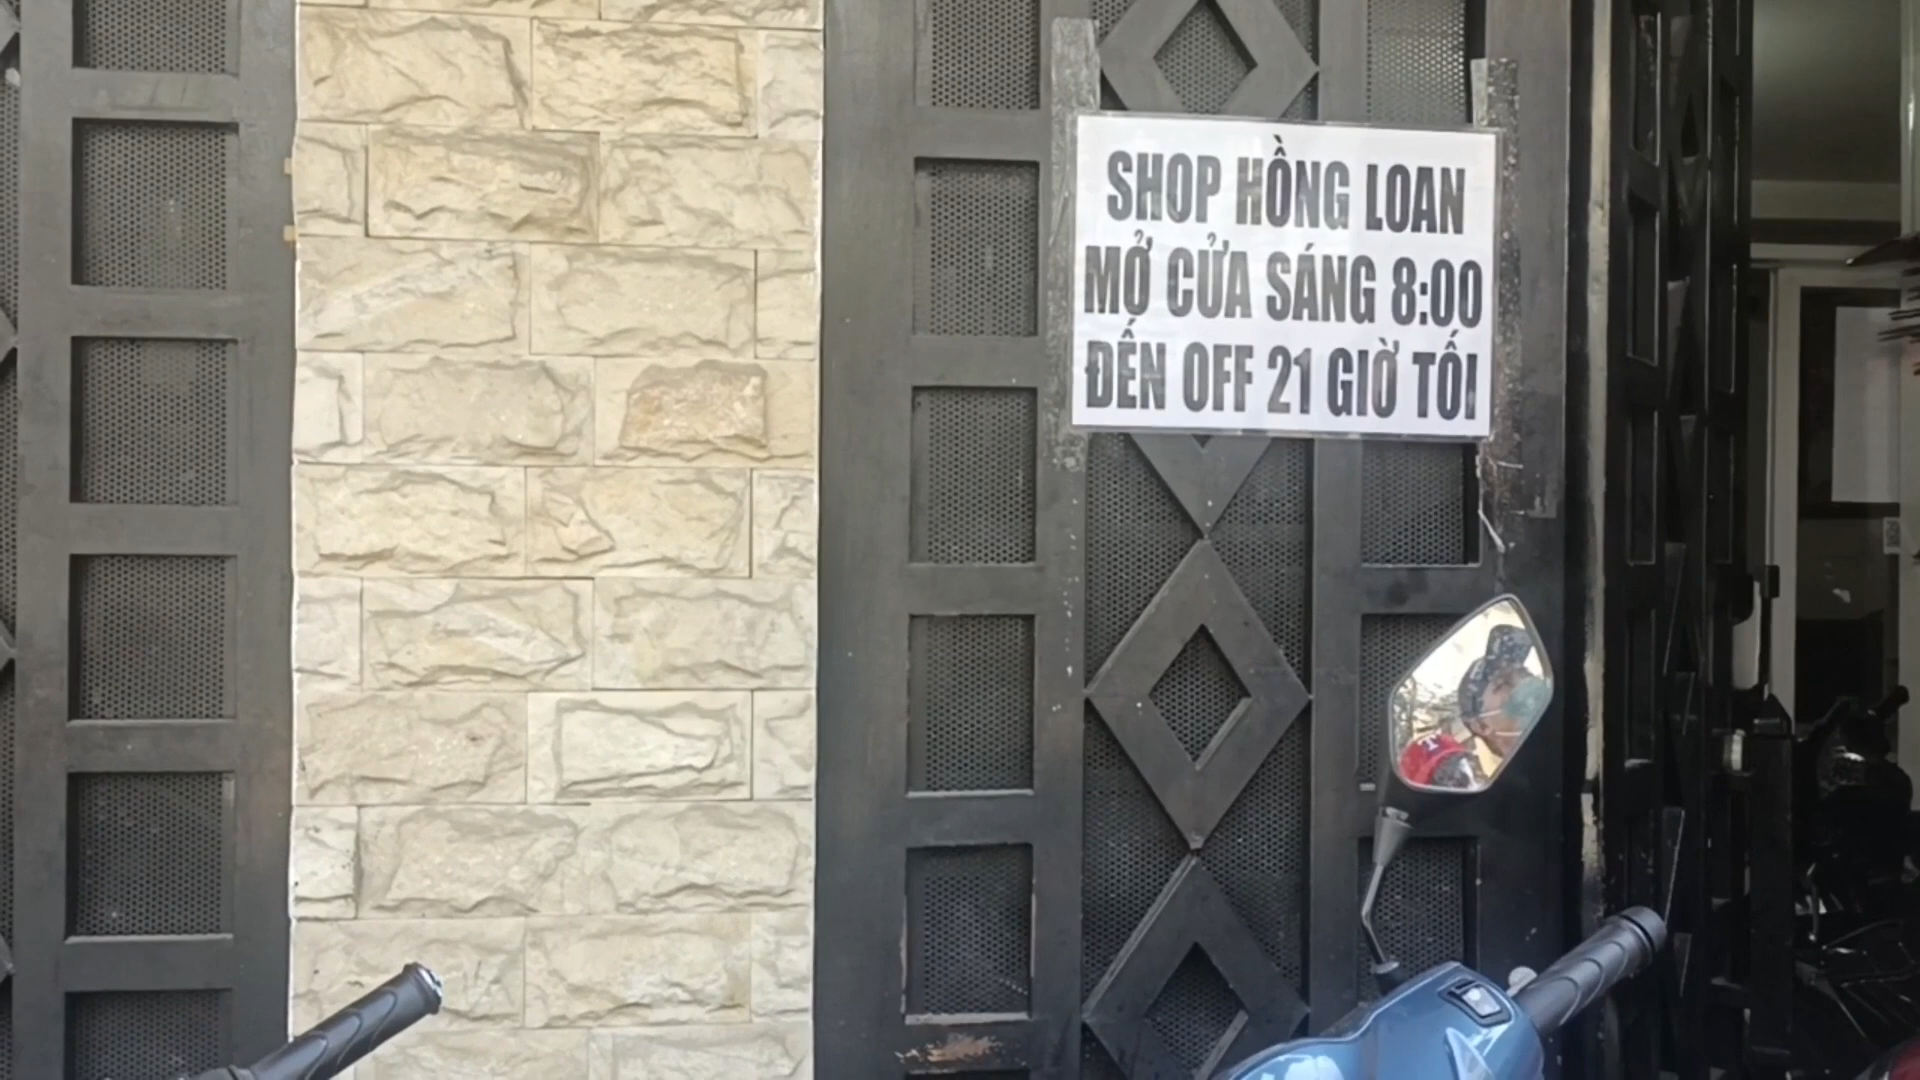 SHOP HỒNG LOAN
MỞ CỬA SÁNG 8:00
ĐẾN OFF 21 GIỜ TỐI